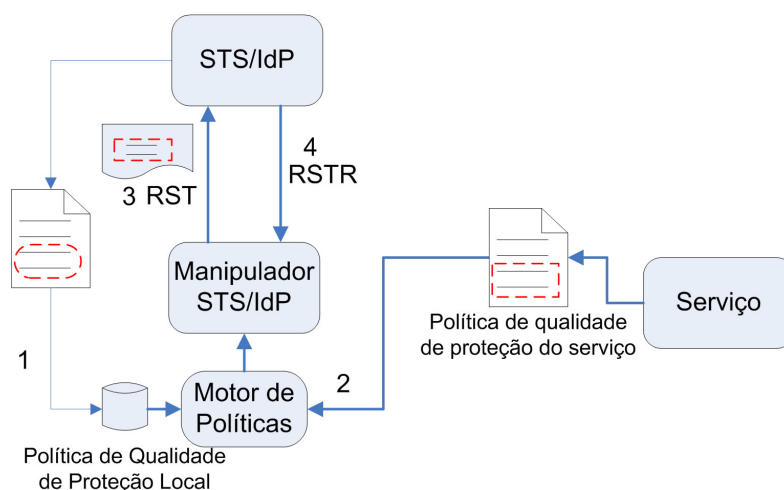 STS/IdP
4
RSTR
3 RST
Manipulador
STS/IdP
Política de qualidade
de proteção do serviço
Serviço
1
2
Motor de
Políticas
Política de Qualidade
de Proteção Local